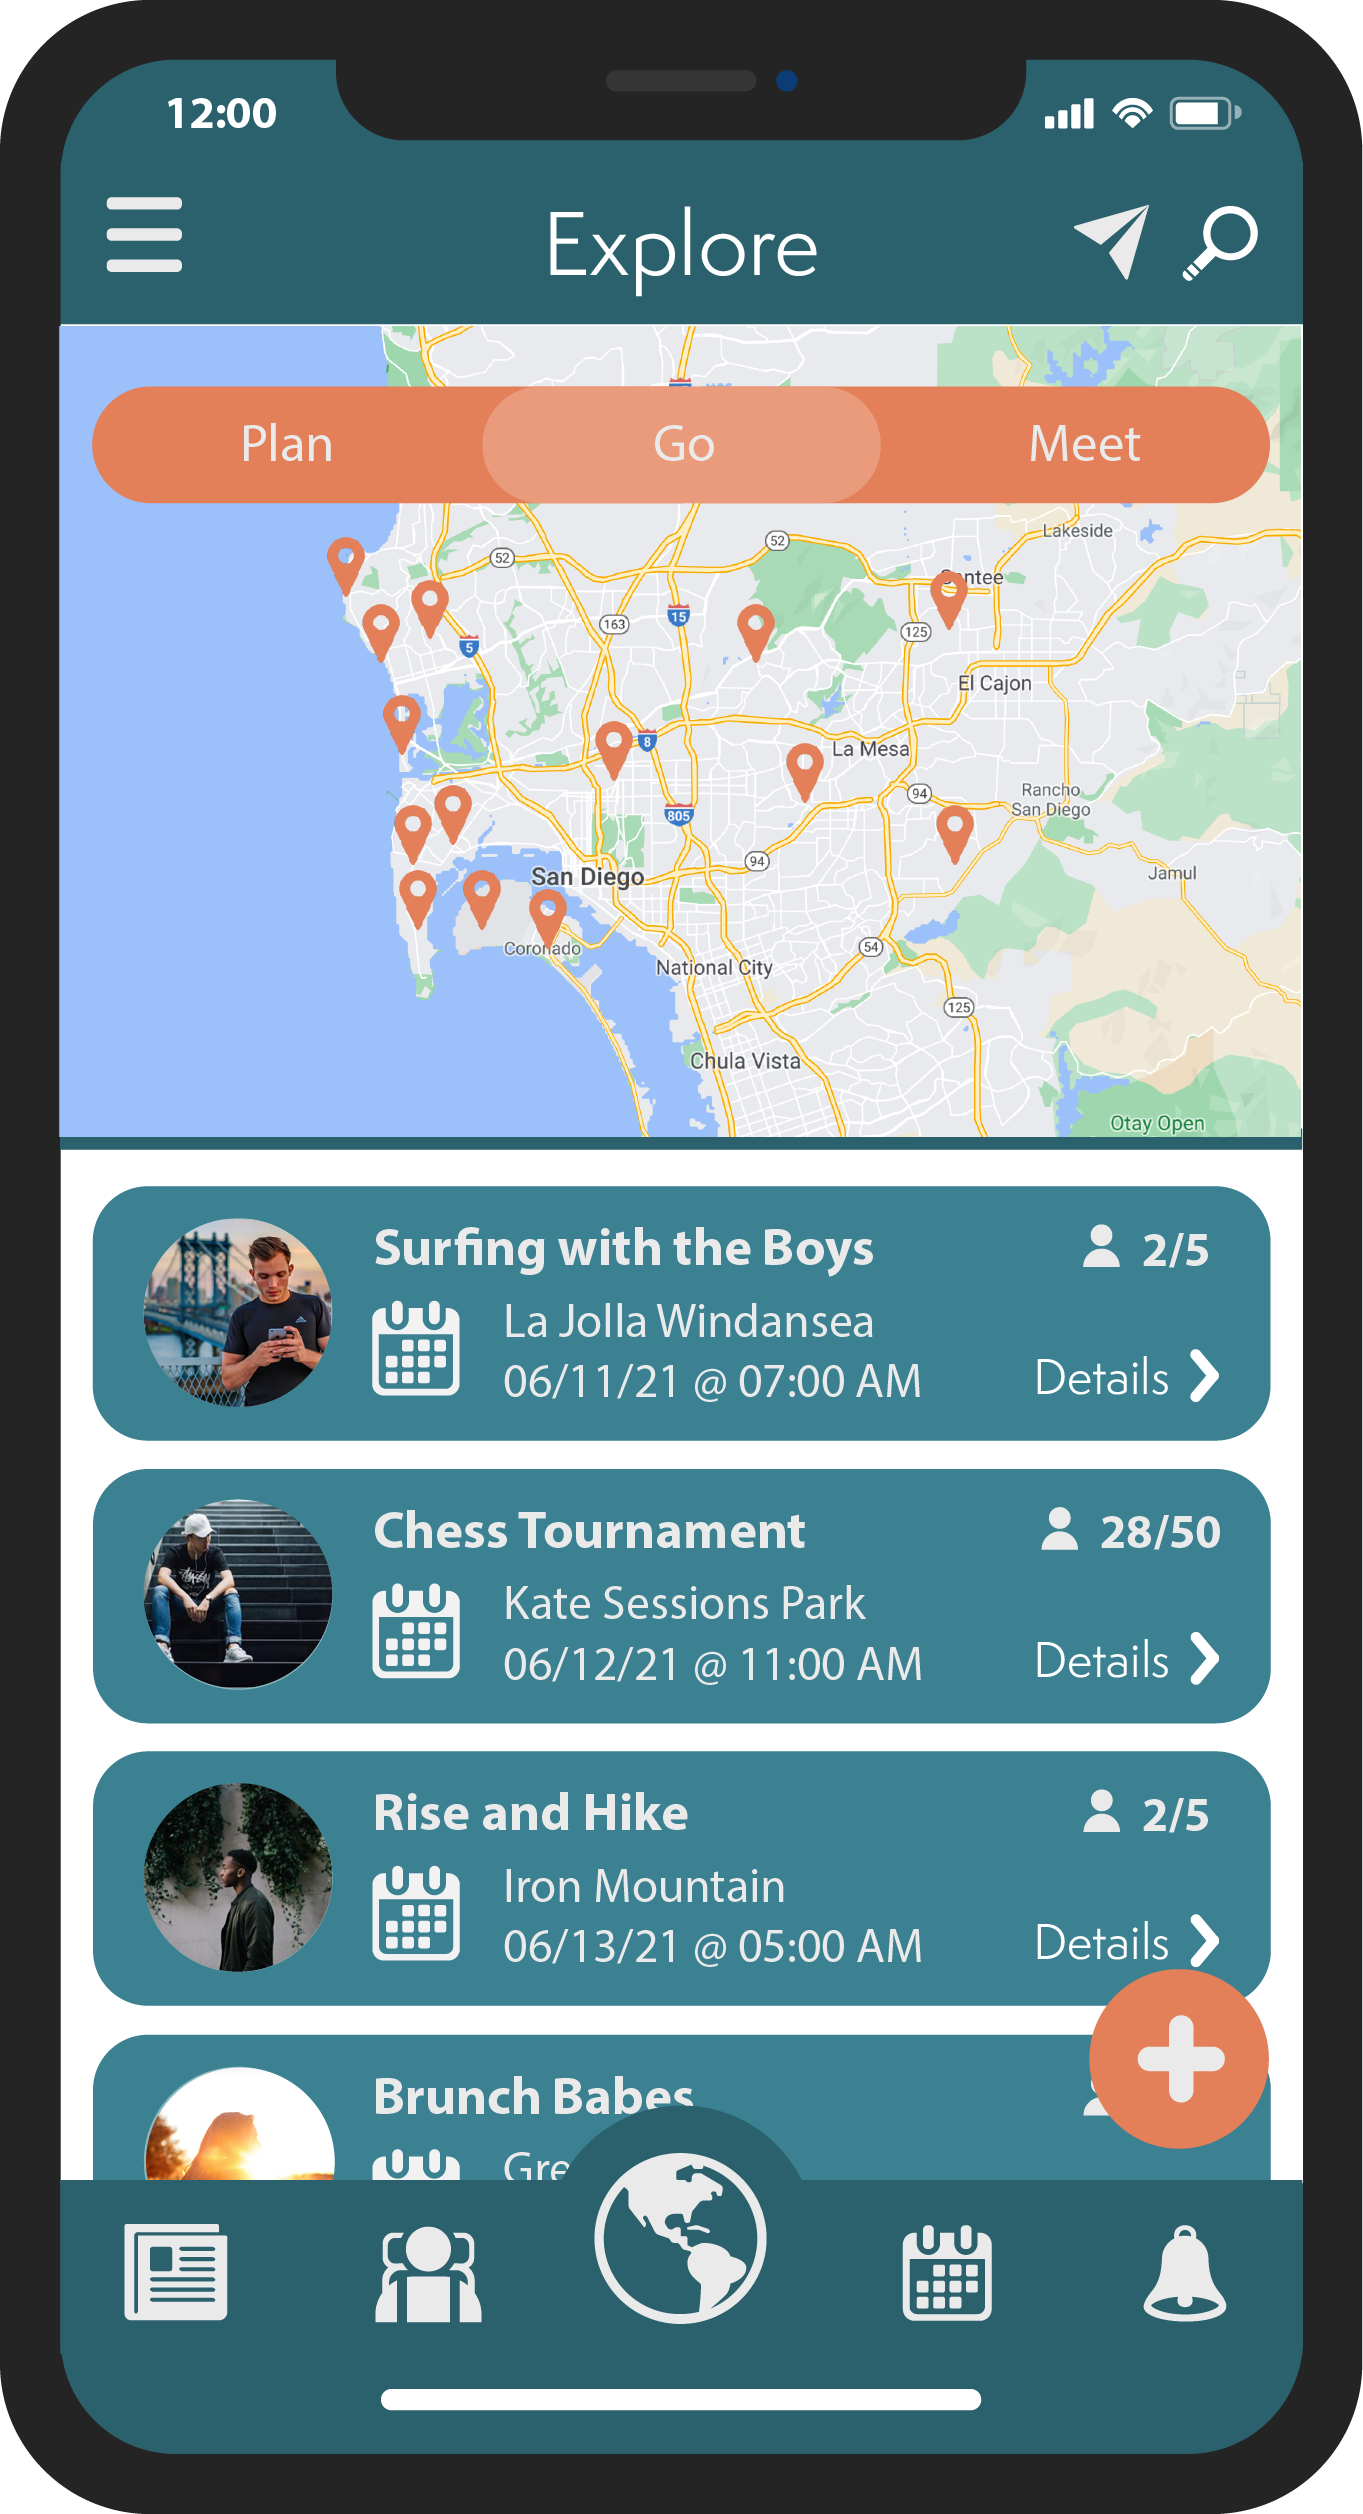 12:00
Explore
Plan Go Meet
Lakeside
52
52
Santee
15
163
125
5
El Cajon
8
La Mesa
Rancho
San Diego
94
805
94
Jamul
San Diego
Coronado
54
National City
125
Chula Vista
Otay Open
Surfing with the Boys 2/5
La Jolla Windansea
06/11/21 @ 07:00 AM
Details
Chess Tournament 28/50
Kate Sessions Park
06/12/21 @ 11:00 AM
Details
Rise and Hike 2/5
Iron Mountain
06/13/21 @ 05:00 AM
Details
Brunch Babes
Gre